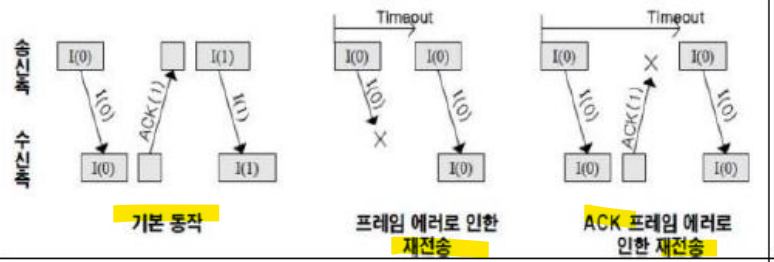 Timeout
Timeout
송신측
I(0)
I(1)
I(0)
I(0)
I(0)
I(0)
I(0)
ACK(1)
I(1)
I(0)
I(0)
I(0)
ACK(1)
I(0)
수신측
I(0)
I(1)
I(0)
I(0)
I(0)
기본 동작
프레임 에러로 인한
재전송
ACK 프레임 에러로
인한 재전송